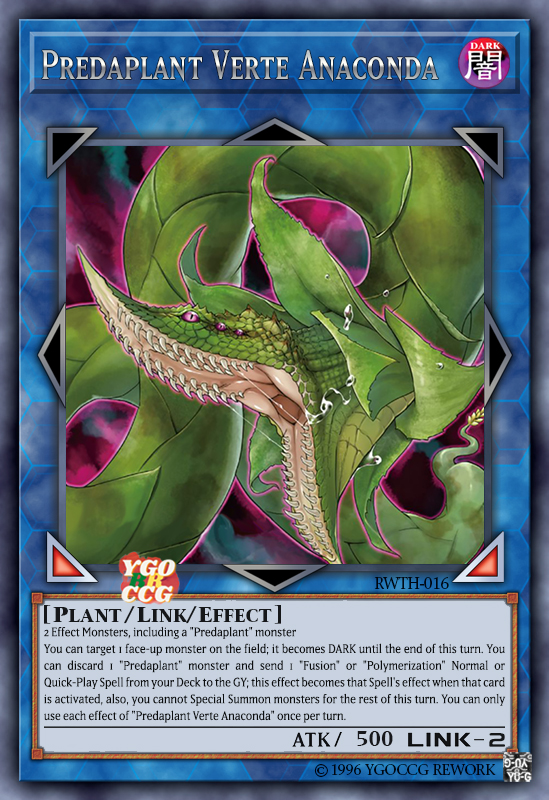 PREDAPLANT VERTE ANACONDA
DARK
闇
YGO
RR
CCG
RWTH-016
[PLANT/LINK/EFFECT]
2 Effect Monsters, including a "Predaplant" monster
You can target 1 face-up monster on the field; it becomes DARK until the end of this turn. You
can discard 1 "Predaplant" monster and send 1 "Fusion" or "Polymerization" Normal or
Quick-Play Spell from your Deck to the GY; this effect becomes that Spell's effect when that card
is activated, also, you cannot Special Summon monsters for the rest of this turn. You can only
use each effect of "Predaplant Verte Anaconda" once per turn.
ATK/ 500 LINK-2
© 1996 YGOCCG REWORK